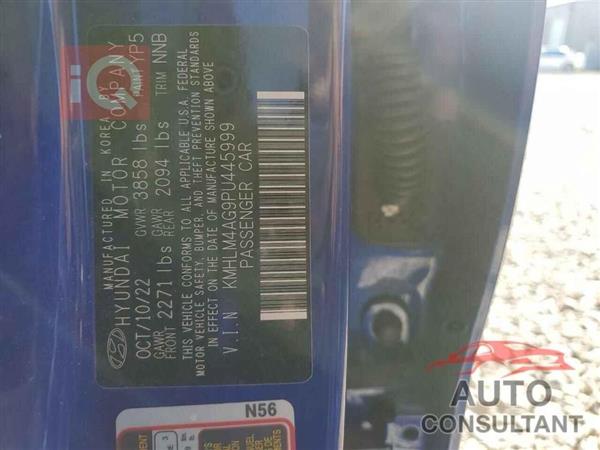 MANUFACTURED IN KOREA BY
HYUNDAI MOTOR COMPANY
OCT/10/22 GVWR 3858 lbs PAINT YP5
GAWR FRONT 2271 lbs GAWR REAR 2094 lbs TRIM NNB
THIS VEHICLE CONFORMS TO ALL APPLICABLE U.S.A. FEDERAL
MOTOR VEHICLE SAFETY, BUMPER, AND THEFT PREVENTION STANDARDS
IN EFFECT ON THE DATE OF MANUFACTURE SHOWN ABOVE
V.I.N KMHLM4AG9PU445999
PASSENGER CAR
N56
AUTO
CONSULTANT